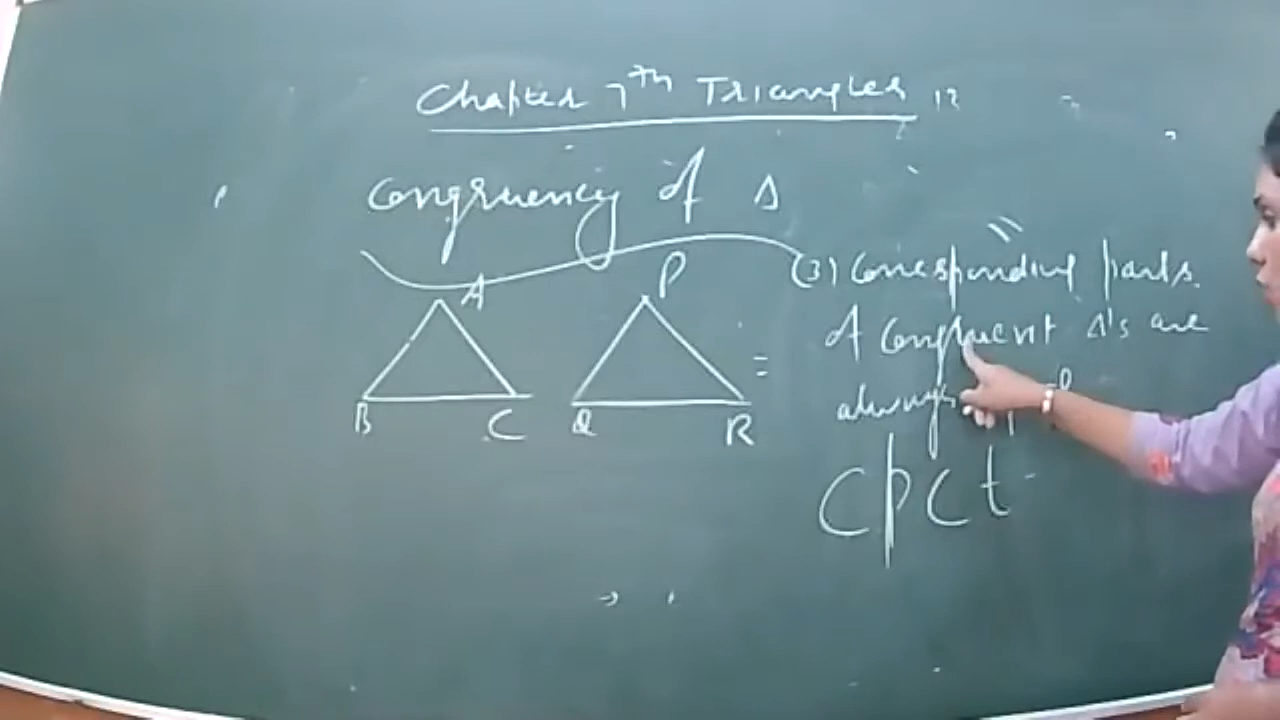 Chapter 7th Triangles
Congruency of Δ
A
P
B
C
Q
R
(3) Corresponding parts
of Congruent Δ's are
always
CPCT